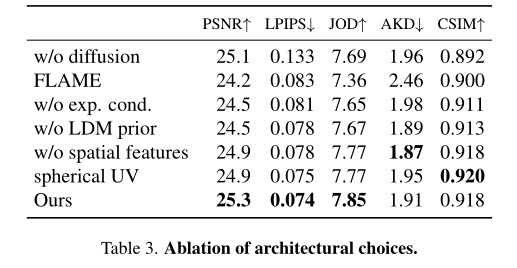 PSNR↑ LPIPS↓ JOD↑ AKD↓ CSIM↑
w/o diffusion 25.1 0.133 7.69 1.96 0.892
FLAME 24.2 0.083 7.36 2.46 0.900
w/o exp. cond. 24.5 0.081 7.65 1.98 0.911
w/o LDM prior 24.5 0.078 7.67 1.89 0.913
w/o spatial features 24.9 0.078 7.77 1.87 0.918
spherical UV 24.9 0.075 7.77 1.95 0.920
Ours 25.3 0.074 7.85 1.91 0.918
Table 3. Ablation of architectural choices.